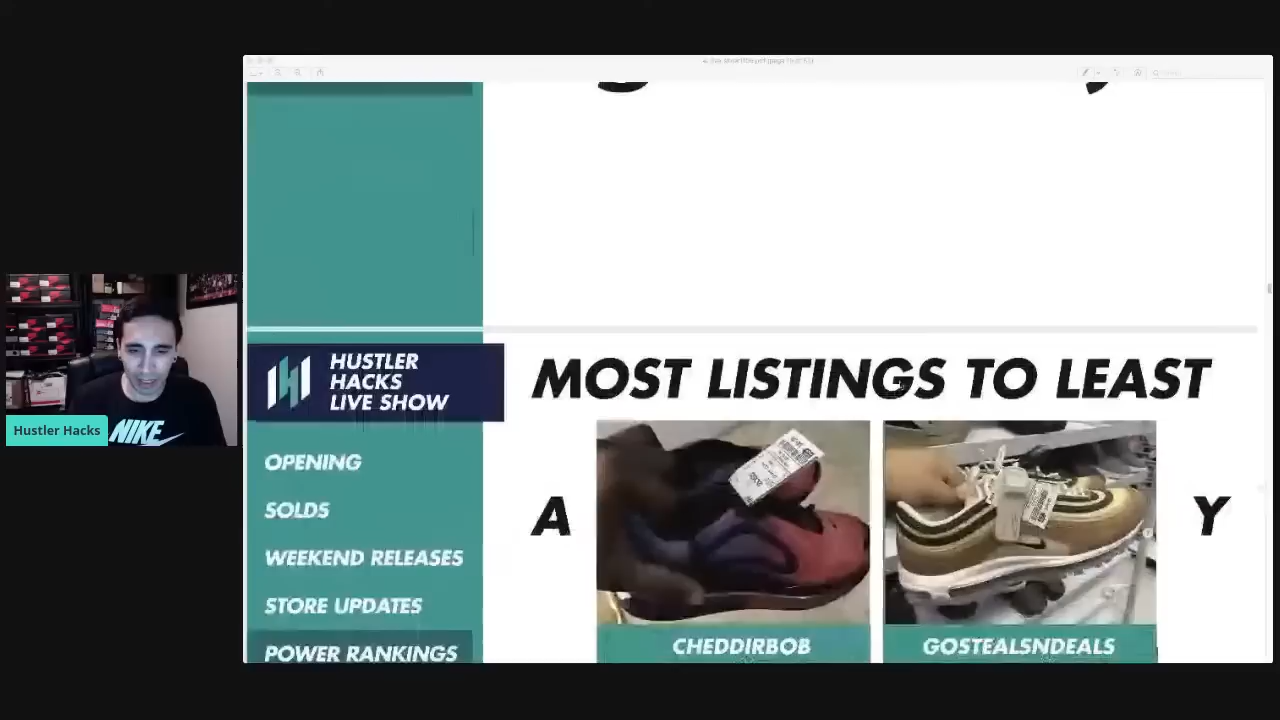 HUSTLER
HACKS
LIVE SHOW
MOST LISTINGS TO LEAST
OPENING
SOLDS
WEEKEND RELEASES
STORE UPDATES
POWER RANKINGS
A
Y
CHEDDIRBOB
GOSTEALSNDEALS
Hustler Hacks
NIKE